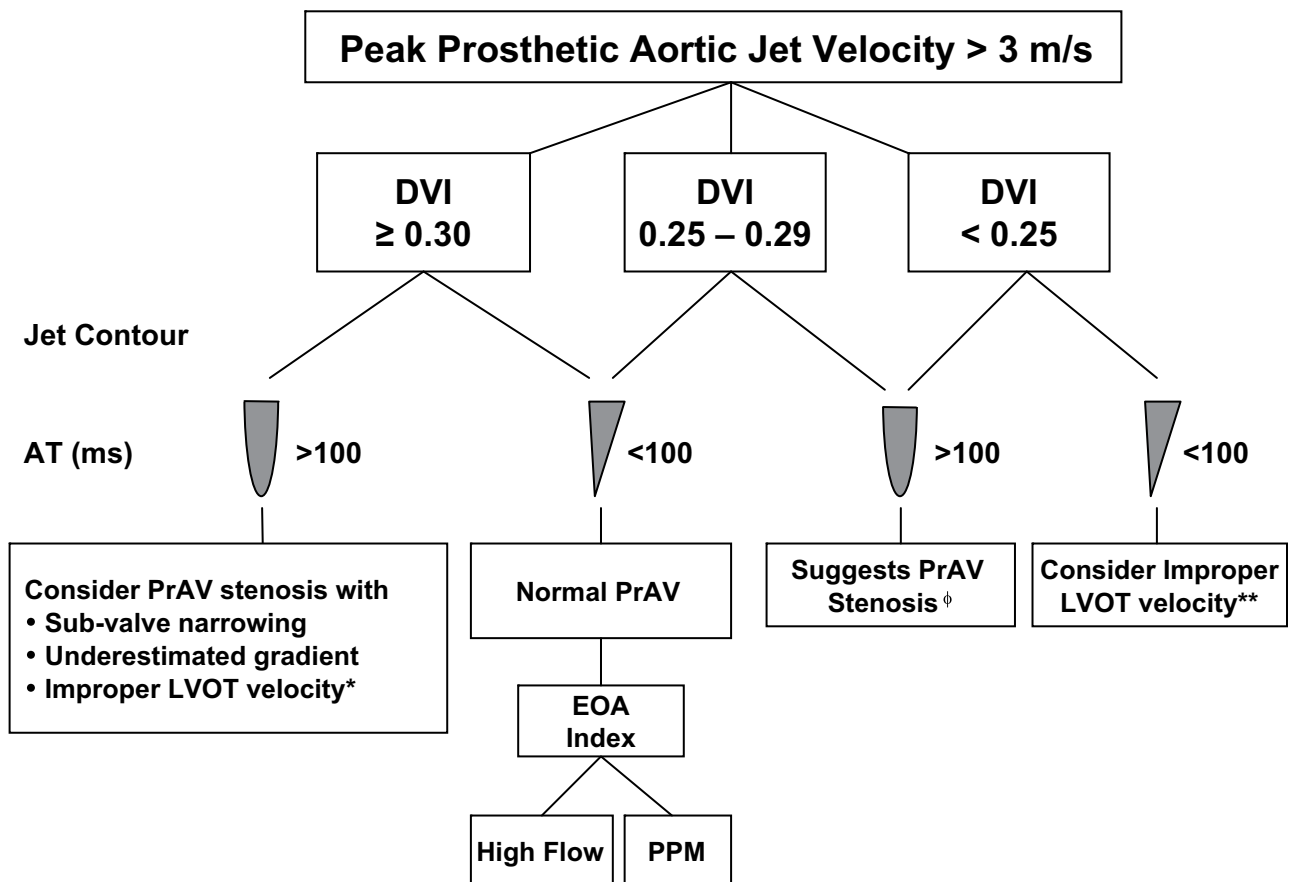 Peak Prosthetic Aortic Jet Velocity > 3 m/s
DVI
≥ 0.30
DVI
0.25 – 0.29
DVI
< 0.25
Jet Contour
AT (ms)
>100
<100
>100
<100
Consider PrAV stenosis with
• Sub-valve narrowing
• Underestimated gradient
• Improper LVOT velocity*
Normal PrAV
Suggests PrAV
Stenosis ϕ
Consider Improper
LVOT velocity**
EOA
Index
High Flow
PPM